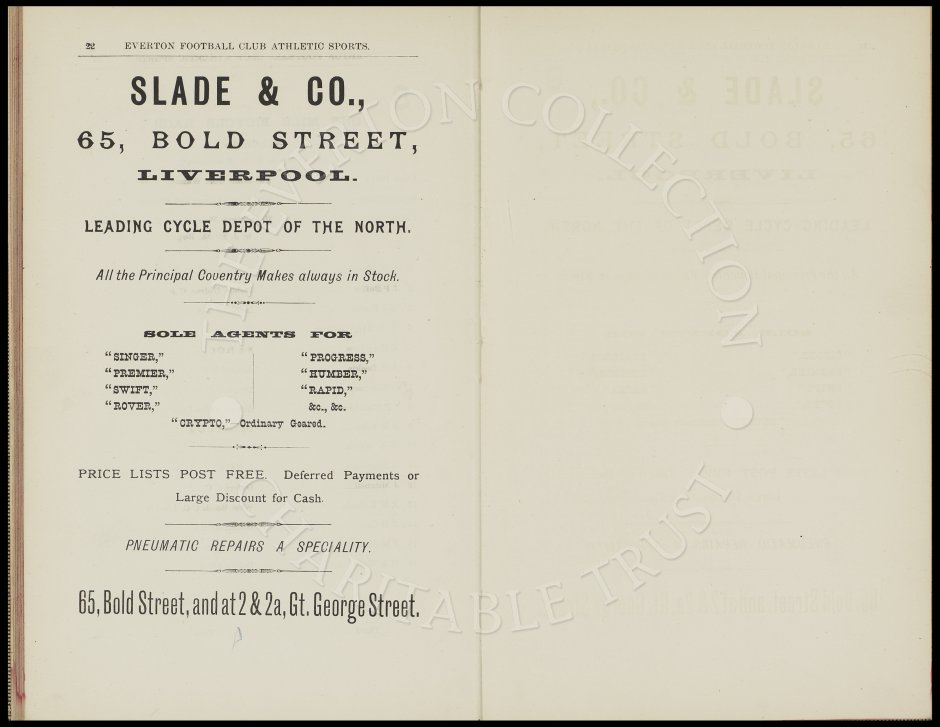 22 EVERTON FOOTBALL CLUB ATHLETIC SPORTS.
SLADE & CO.,
65, BOLD STREET,
LIVERPOOL.
LEADING CYCLE DEPOT OF THE NORTH.
All the Principal Coventry Makes always in Stock.
SOLE AGENTS FOR
"SINGER," "PROGRESS,"
"PREMIER," "HUMBER,"
"SWIFT," "RAPID,"
"ROVER," &c., &c.
"CRYPTO," Ordinary Geared.
PRICE LISTS POST FREE. Deferred Payments or
Large Discount for Cash.
PNEUMATIC REPAIRS A SPECIALITY.
65, Bold Street, and at 2 & 2a, Gt. George Street.
THE EVERTON COLLECTION
CHARITABLE TRUST